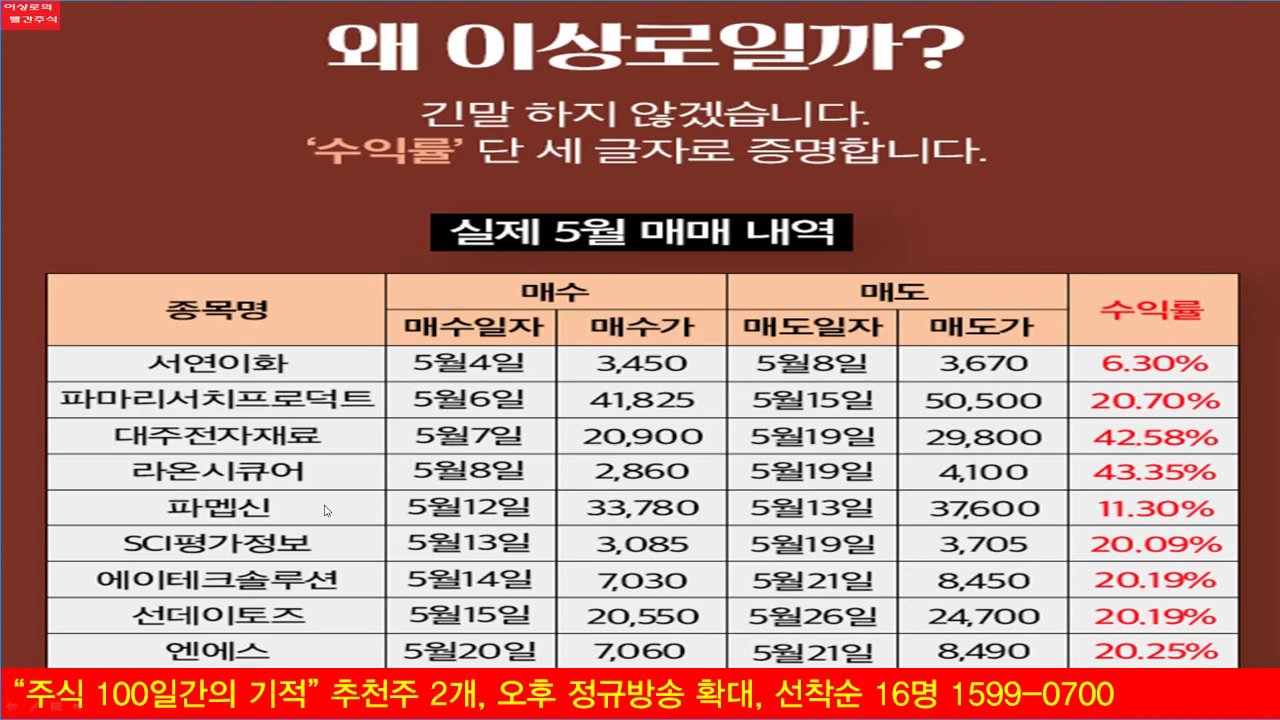 이상로의
빨간주식
왜 이상로일까?
긴말 하지 않겠습니다.
‘수익률’ 단 세 글자로 증명합니다.
실제 5월 매매 내역
종목명 매수 매도 수익률
매수일자 매수가 매도일자 매도가
서연이화 5월4일 3,450 5월8일 3,670 6.30%
파마리서치프로덕트 5월6일 41,825 5월15일 50,500 20.70%
대주전자재료 5월7일 20,900 5월19일 29,800 42.58%
라온시큐어 5월8일 2,860 5월19일 4,100 43.35%
파멥신 5월12일 33,780 5월13일 37,600 11.30%
SCI평가정보 5월13일 3,085 5월19일 3,705 20.09%
에이테크솔루션 5월14일 7,030 5월21일 8,450 20.19%
선데이토즈 5월15일 20,550 5월26일 24,700 20.19%
엔에스 5월20일 7,060 5월21일 8,490 20.25%
“주식 100일간의 기적” 추천주 2개, 오후 정규방송 확대, 선착순 16명 1599-0700